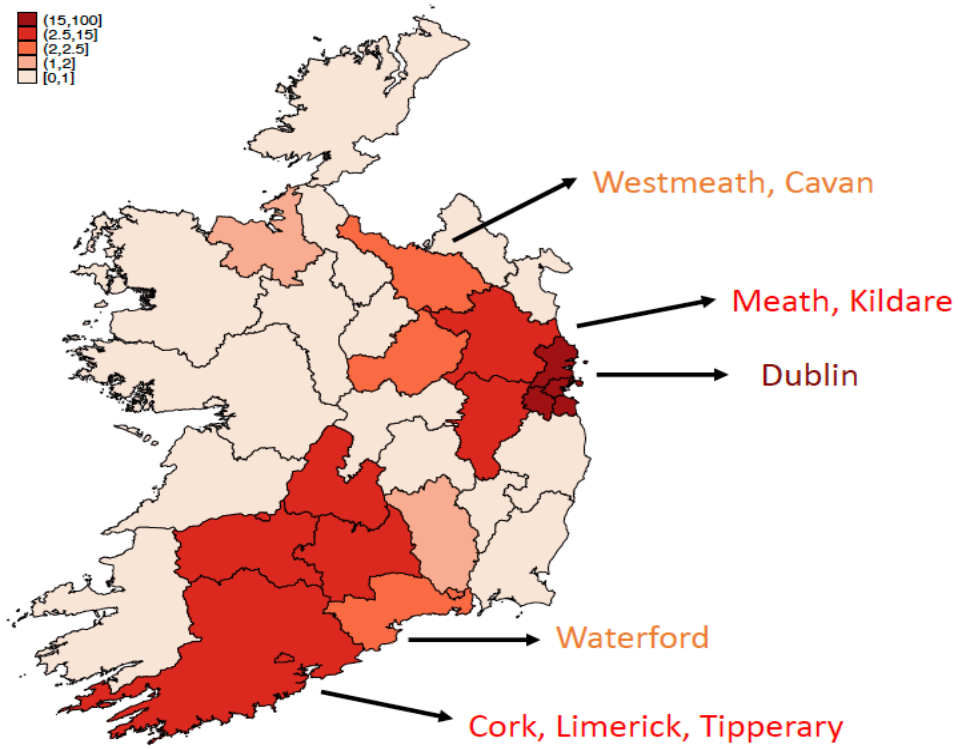 (15,100]
(2.5,15]
(2,2.5]
(1,2]
[0,1]
Westmeath, Cavan
Meath, Kildare
Dublin
Waterford
Cork, Limerick, Tipperary